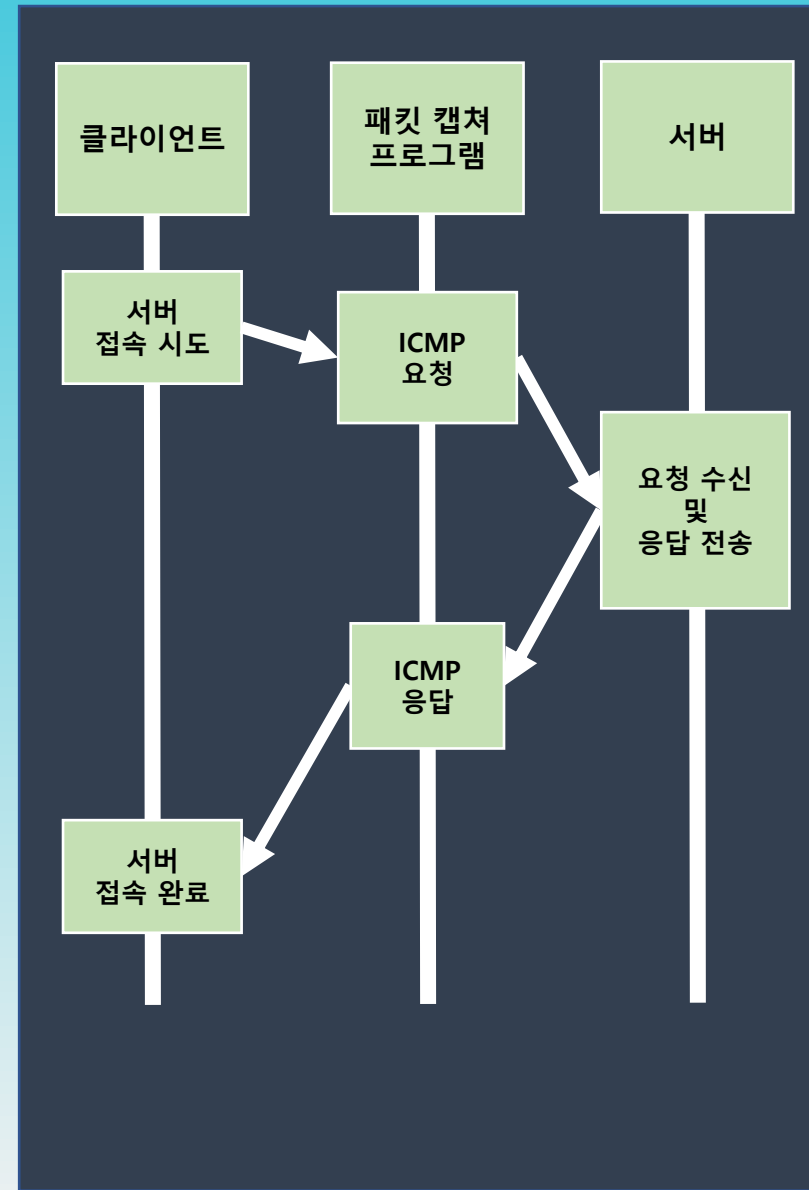 클라이언트
패킷 캡쳐
프로그램
서버
서버
접속 시도
ICMP
요청
요청 수신
및
응답 전송
ICMP
응답
서버
접속 완료